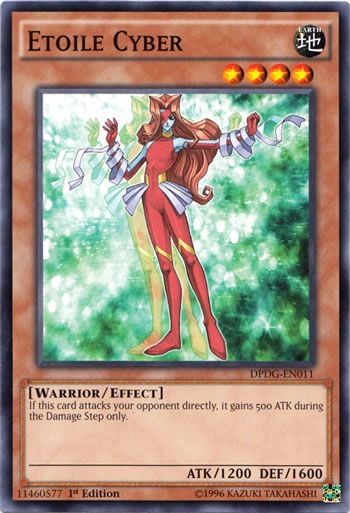 Etoile Cyber
EARTH
地
DPDG-EN011
[Warrior/Effect]
If this card attacks your opponent directly, it gains 500 ATK during
the Damage Step only.
ATK/1200 DEF/1600
11460577 1st Edition ©1996 KAZUKI TAKAHASHI